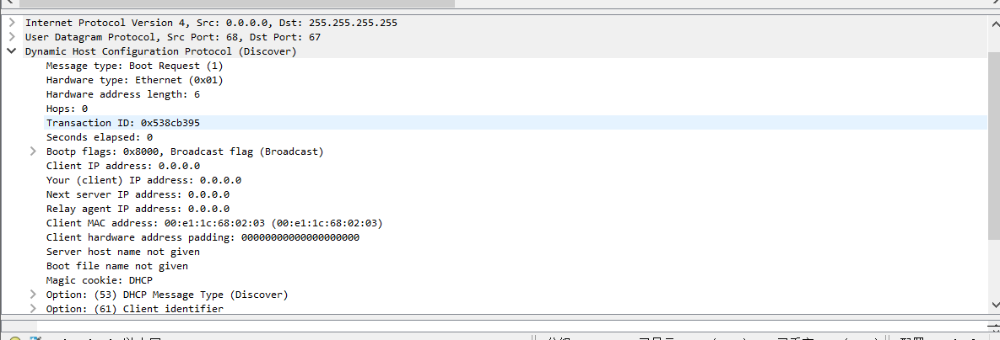 Internet Protocol Version 4, Src: 0.0.0.0, Dst: 255.255.255.255
User Datagram Protocol, Src Port: 68, Dst Port: 67
Dynamic Host Configuration Protocol (Discover)
Message type: Boot Request (1)
Hardware type: Ethernet (0x01)
Hardware address length: 6
Hops: 0
Transaction ID: 0x538cb395
Seconds elapsed: 0
Bootp flags: 0x8000, Broadcast flag (Broadcast)
Client IP address: 0.0.0.0
Your (client) IP address: 0.0.0.0
Next server IP address: 0.0.0.0
Relay agent IP address: 0.0.0.0
Client MAC address: 00:e1:1c:68:02:03 (00:e1:1c:68:02:03)
Client hardware address padding: 00000000000000000000
Server host name not given
Boot file name not given
Magic cookie: DHCP
Option: (53) DHCP Message Type (Discover)
Option: (61) Client identifier